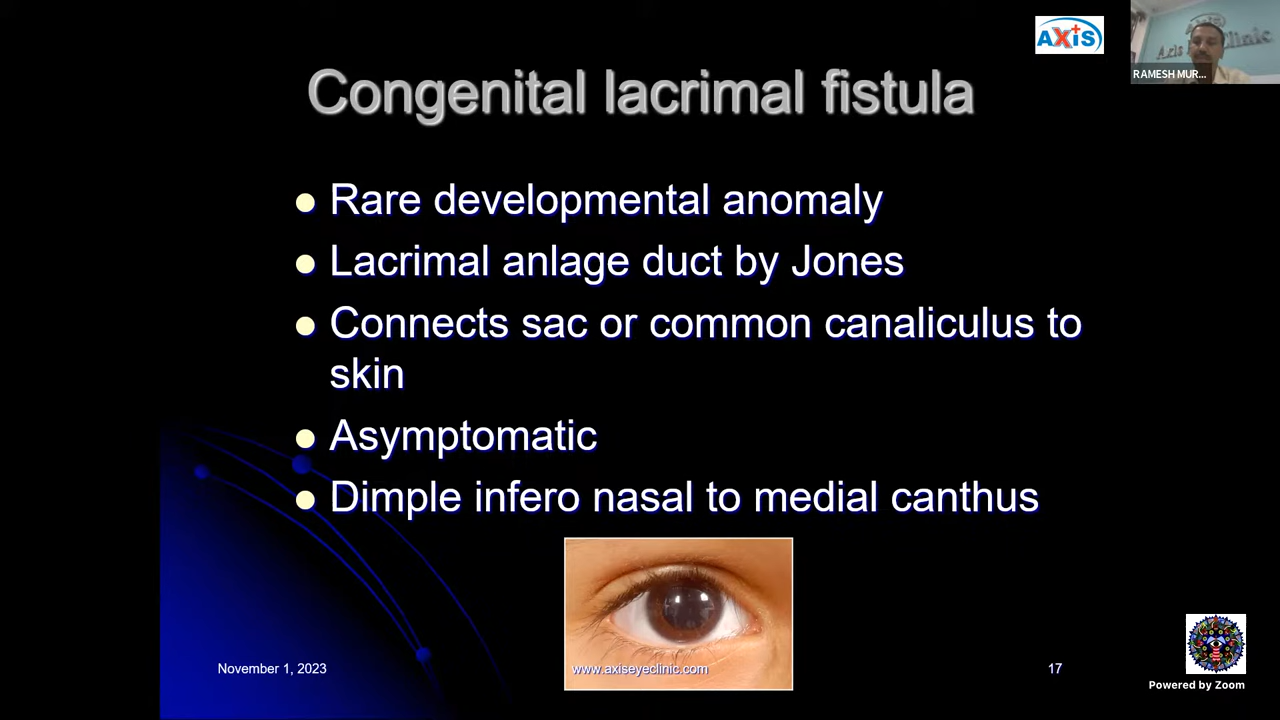 AXIS
RAMESH MUR...
Congenital lacrimal fistula
Rare developmental anomaly
Lacrimal anlage duct by Jones
Connects sac or common canaliculus to
skin
Asymptomatic
Dimple infero nasal to medial canthus
November 1, 2023
www.axiseyeclinic.com
17
Powered by Zoom